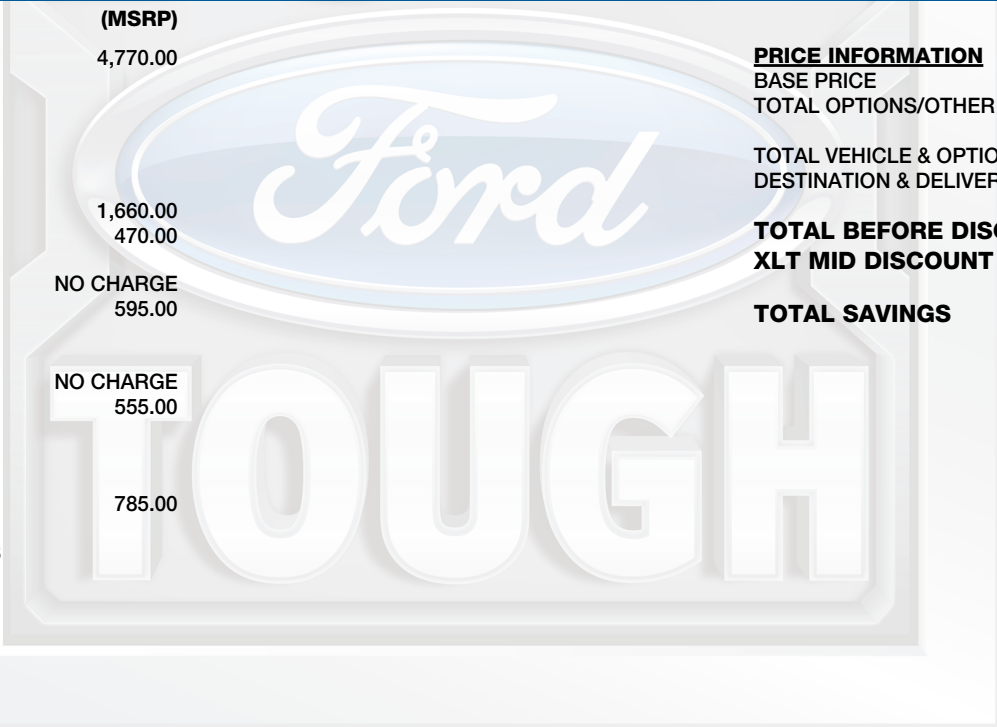 (MSRP)
4,770.00
1,660.00
470.00
NO CHARGE
595.00
NO CHARGE
555.00
785.00
PRICE INFORMATION
BASE PRICE
TOTAL OPTIONS/OTHER
TOTAL VEHICLE & OPTIO
DESTINATION & DELIVER
TOTAL BEFORE DISC
XLT MID DISCOUNT
TOTAL SAVINGS
Ford
TOUGH